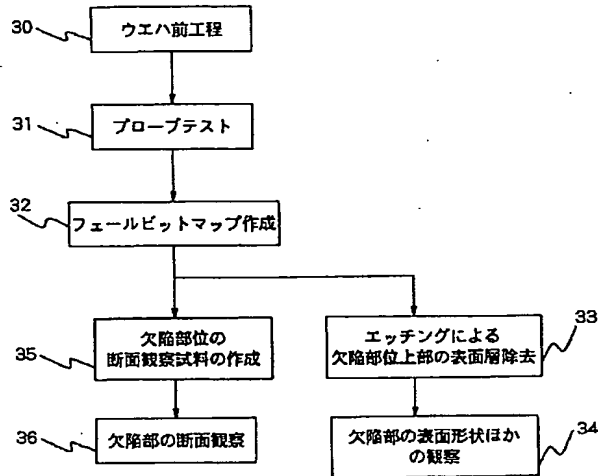 30
ウエハ前工程
31
プローブテスト
32
フェールビットマップ作成
35
欠陥部位の
断面観察試料の作成
33
エッチングによる
欠陥部位上部の表面層除去
36
欠陥部の断面観察
34
欠陥部の表面形状ほか
の観察